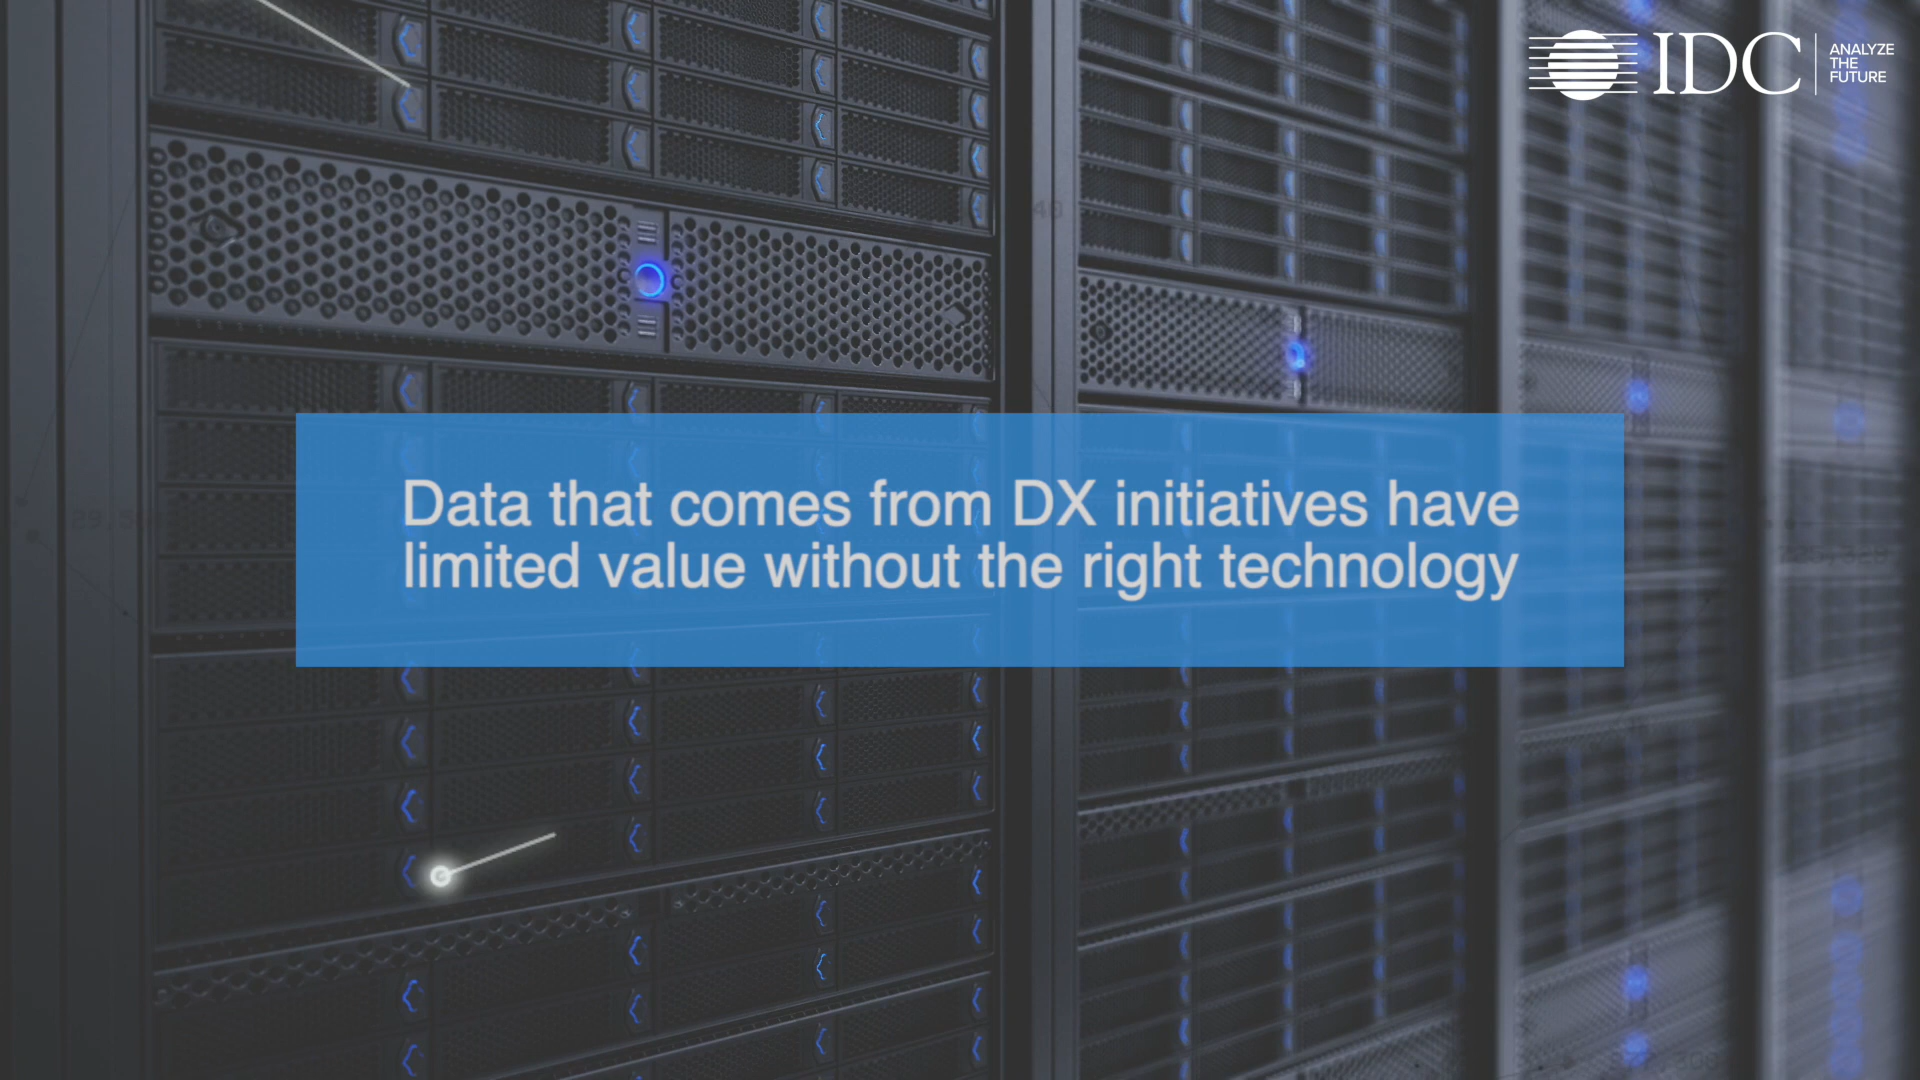 IDC
ANALYZE
THE
FUTURE
Data that comes from DX initiatives have
limited value without the right technology